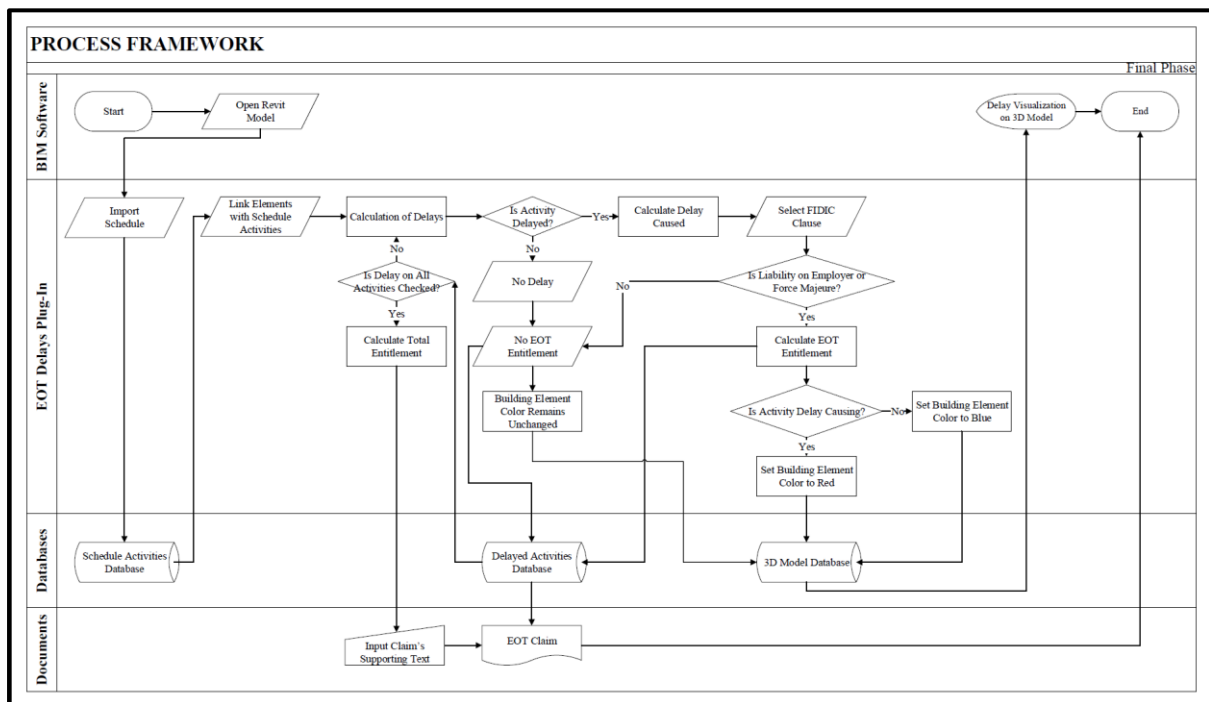 PROCESS FRAMEWORK
Final Phase
BIM Software
Start
Open Revit
Model
Delay Visualization
on 3D Model
End
EOT Delays Plug-In
Import
Schedule
Link Elements
with Schedule
Activities
Calculation of Delays
Is Activity
Delayed?
Yes
Calculate Delay
Caused
Select FIDIC
Clause
No
No
Is Delay on All
Activities Checked?
No Delay
No
Is Liability on Employer or
Force Majeure?
Yes
Yes
Calculate Total
Entitlement
No EOT
Entitlement
Calculate EOT
Entitlement
Building Element
Color Remains
Unchanged
Is Activity Delay Causing?
No
Set Building Element
Color to Blue
Yes
Set Building Element
Color to Red
Databases
Schedule Activities
Database
Delayed Activities
Database
3D Model Database
Documents
Input Claim's
Supporting Text
EOT Claim